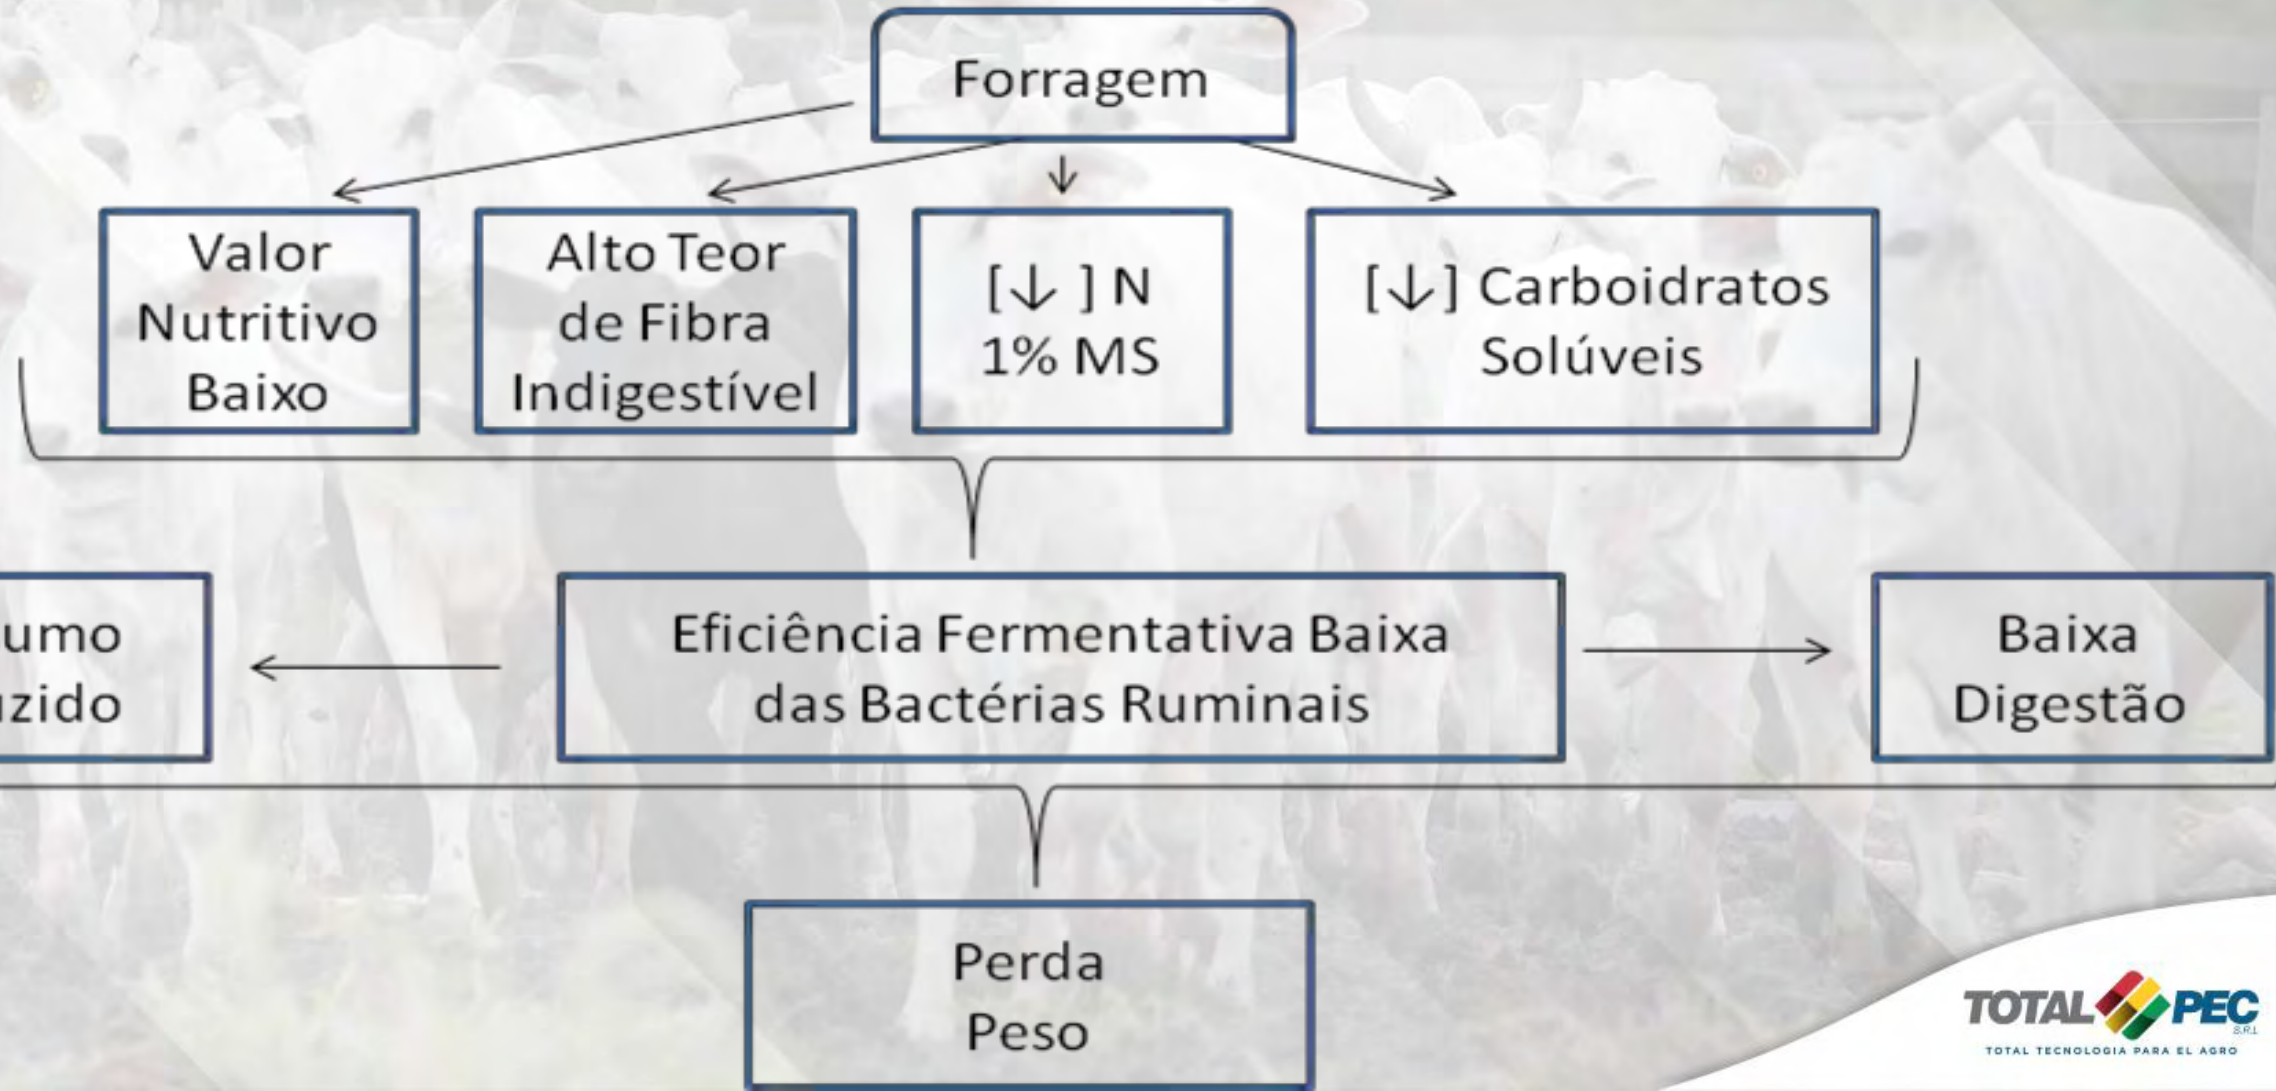 Forragem
Valor
Nutritivo
Baixo
Alto Teor
de Fibra
Indigestível
[↓ ] N
1% MS
[↓] Carboidratos
Solúveis
umo
zido
Eficiência Fermentativa Baixa
das Bactérias Ruminais
Baixa
Digestão
Perda
Peso
TOTAL PEC
S.R.L
TOTAL TECNOLOGIA PARA EL AGRO